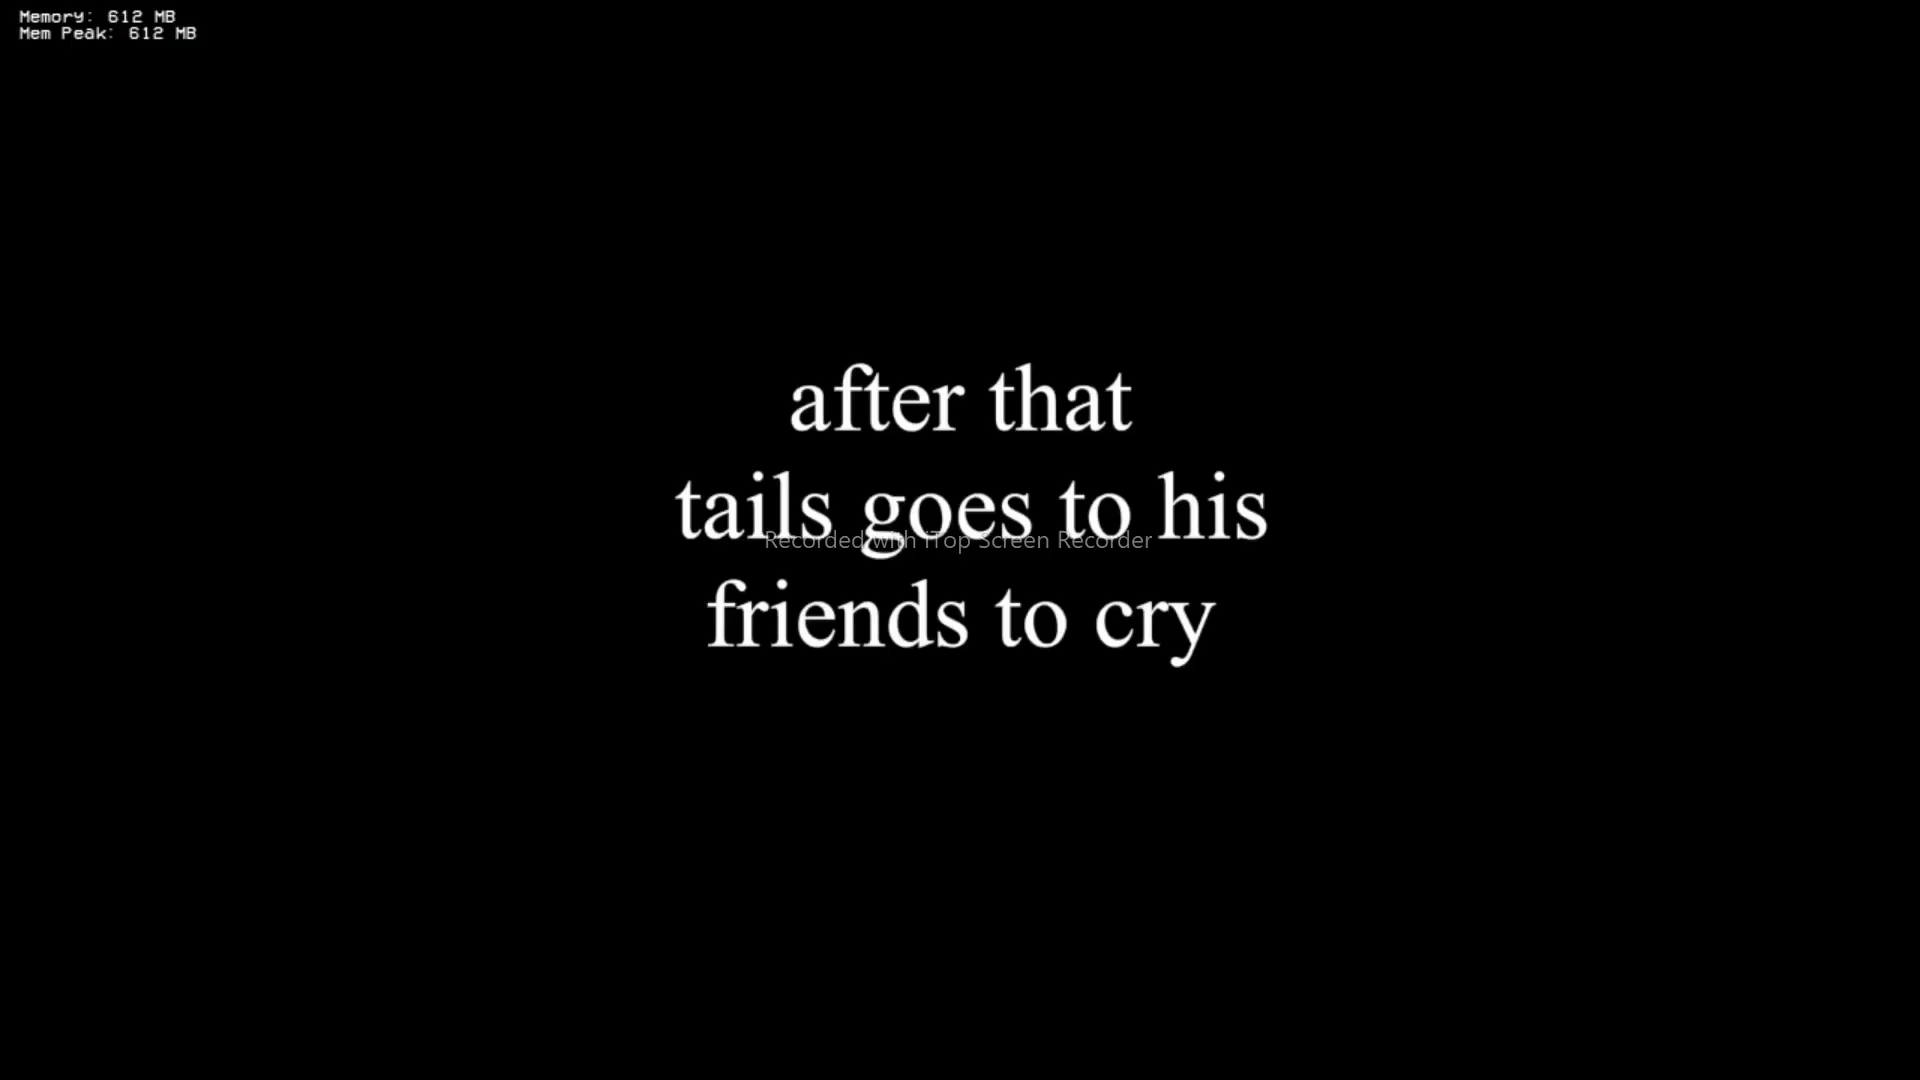 Memory: 612 MB
Mem Peak: 612 MB
after that
tails goes to his
Recorded with iTop Screen Recorder
friends to cry